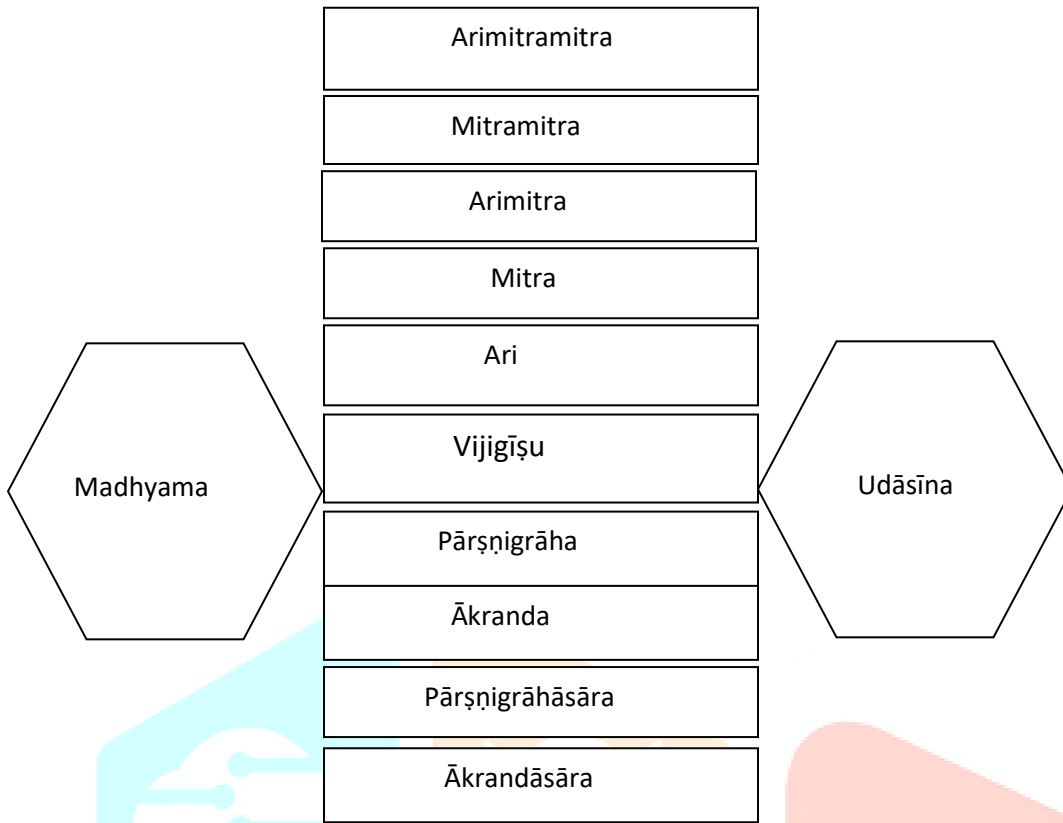 Arimitramitra
Mitramitra
Arimitra
Mitra
Ari
Vijigīṣu
Madhyama
Udāsīna
Pārṣṇigrāha
Ākranda
Pārṣṇigrāhāsāra
Ākrandāsāra